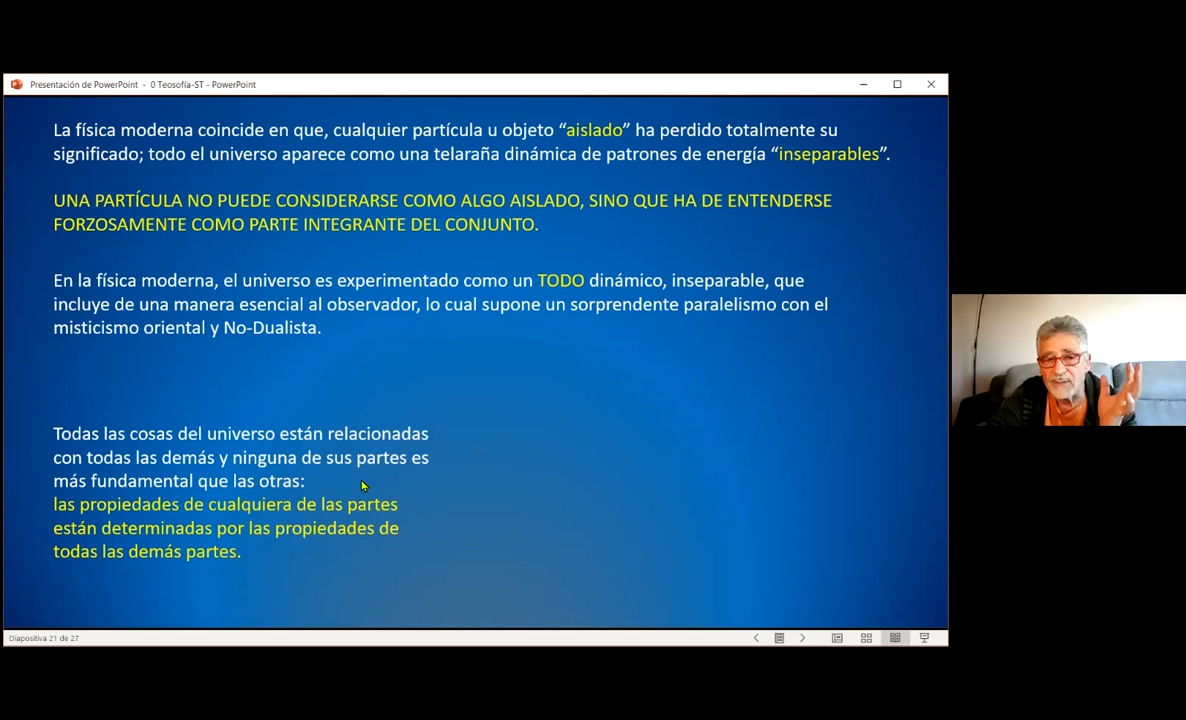 Presentación de PowerPoint - 0 Teosofía-ST - PowerPoint
La física moderna coincide en que, cualquier partícula u objeto “aislado” ha perdido totalmente su
significado; todo el universo aparece como una telaraña dinámica de patrones de energía “inseparables”.
UNA PARTÍCULA NO PUEDE CONSIDERARSE COMO ALGO AISLADO, SINO QUE HA DE ENTENDERSE
FORZOSAMENTE COMO PARTE INTEGRANTE DEL CONJUNTO.
En la física moderna, el universo es experimentado como un TODO dinámico, inseparable, que
incluye de una manera esencial al observador, lo cual supone un sorprendente paralelismo con el
misticismo oriental y No-Dualista.
Todas las cosas del universo están relacionadas
con todas las demás y ninguna de sus partes es
más fundamental que las otras:
las propiedades de cualquiera de las partes
están determinadas por las propiedades de
todas las demás partes.
Diapositiva 21 de 27